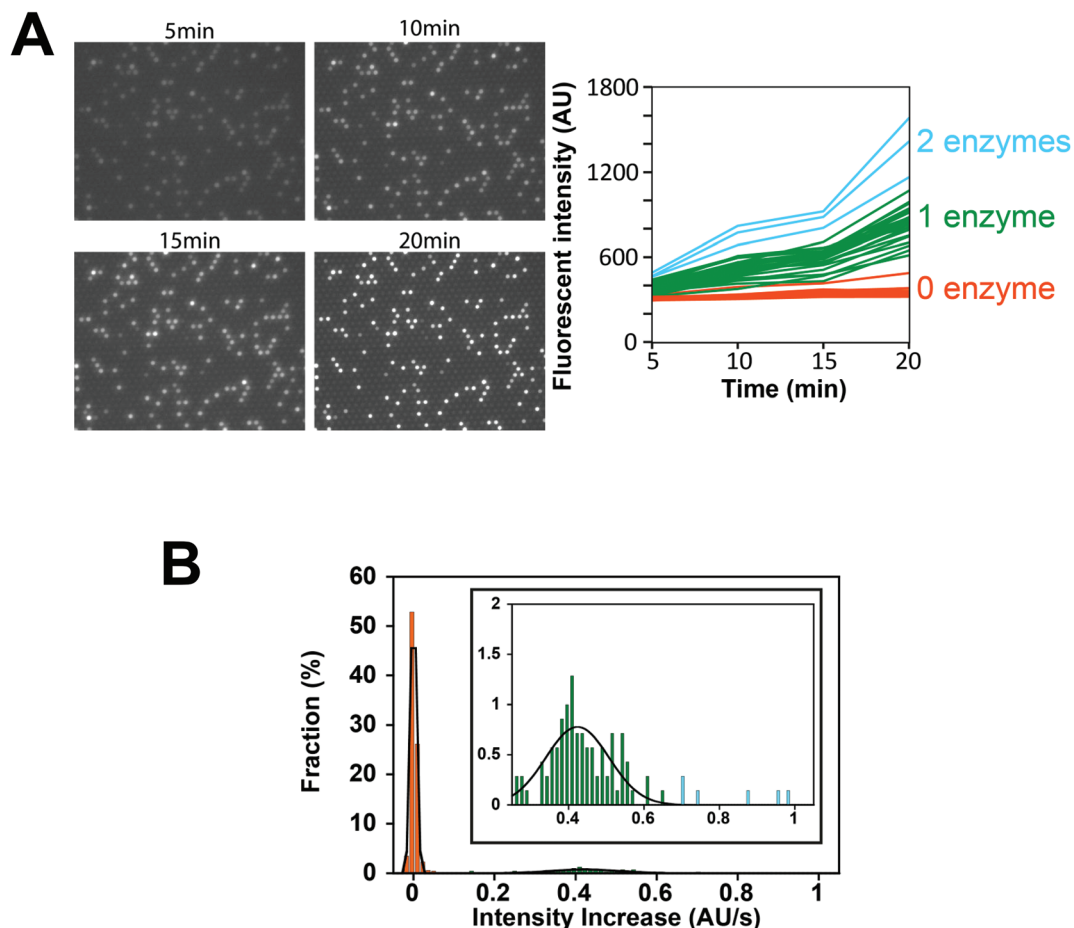 A
5min
10min
15min
20min
Fluorescent intensity (AU)
1800
1200
600
0
5
10
15
20
Time (min)
2 enzymes
1 enzyme
0 enzyme
B
Fraction (%)
60
50
40
30
20
10
0
0
0.2
0.4
0.6
0.8
1
Intensity Increase (AU/s)
2
1.5
1
0.5
0
0.4
0.6
0.8
1